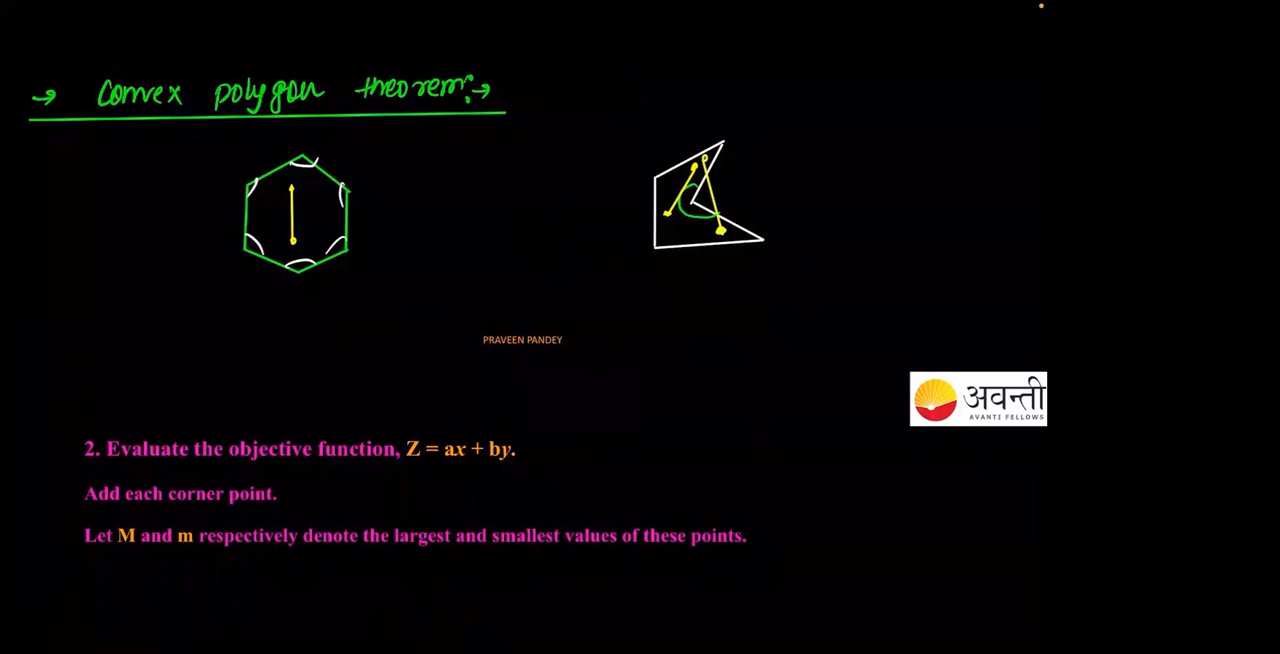 → Convex polygon theorem:→
PRAVEEN PANDEY
अवन्ती
AVANTI FELLOWS
2. Evaluate the objective function, Z = ax + by.
Add each corner point.
Let M and m respectively denote the largest and smallest values of these points.